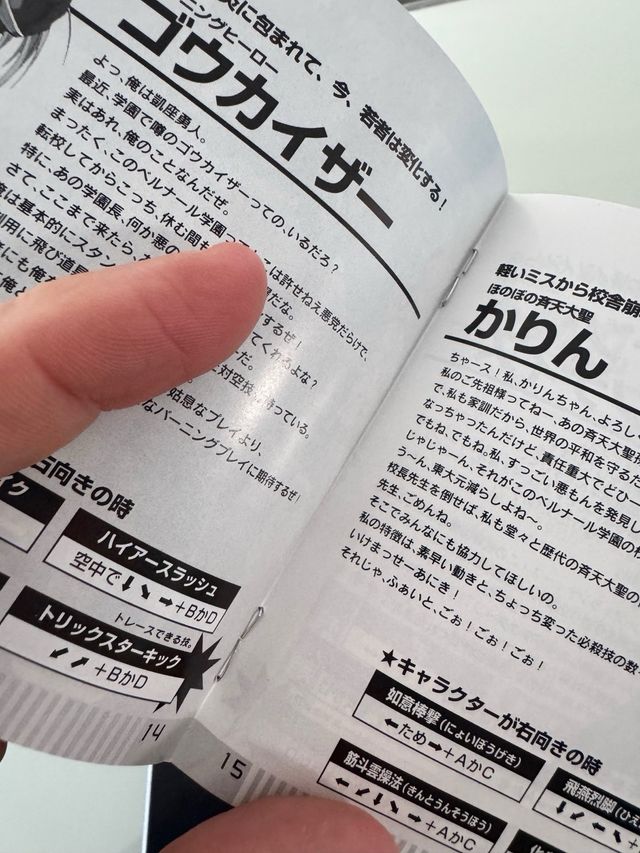 炎に包まれて、今、若者は変化する！
ニングヒーロー
ゴウカイザー
よっ、俺は凱座勇人。
最近、学園で噂のゴウカイザーっての、いるだろ？
実はあれ、俺のことなんだぜ。
まったく、このベルナール学園
は許せねえ悪党だらけで、
転校してからこっち、休む間も
だな。
特に、あの学園長、何か悪の
するぜ！
さて、ここまで来たら、
てくれるよな？
は基本的にスタン
だ。
利用に飛び道
対空技
持っている。
姑息なプレイより、
なバーニングプレイに期待するぜ！
右向きの時
イク
ハイアースラッシュ
空中で⬇⬊➡+BかD
トレースできる技。
トリックスターキック
⬋⬋+BかD
14
軽いミスから校舎崩
ほのぼの斉天大聖
かりん
ちゃース！私、かりんちゃん、よろし
私のご先祖様ってねー、あの斉天大聖
で、私も家訓だから、世界の平和を守るた
なっちゃったんだけど、責任重大でどひー
でもね、でもね。私、すっごい悪もんを発見し
じゃじゃーん、それがこのベルナール学園の
う〜ん、東大元減らしよね〜。
校長先生を倒せば、私も堂々と歴代の斉天大聖の
先生、ごめんね。
そこでみんなにも協力してほしいの。
私の特徴は、素早い動きと、ちょっち変った必殺技の数々
いけまっせーあにき！
それじゃ、ふぁいと、ごぉ！ごぉ！ごぉ！
★キャラクターが右向きの時
如意棒撃(にょいぼうげき)
⬅ため➡+AかC
筋斗雲操法(きんとうんそうほう)
⬅⬋⬇⬊➡+AかC
飛燕烈脚(ひえ
15